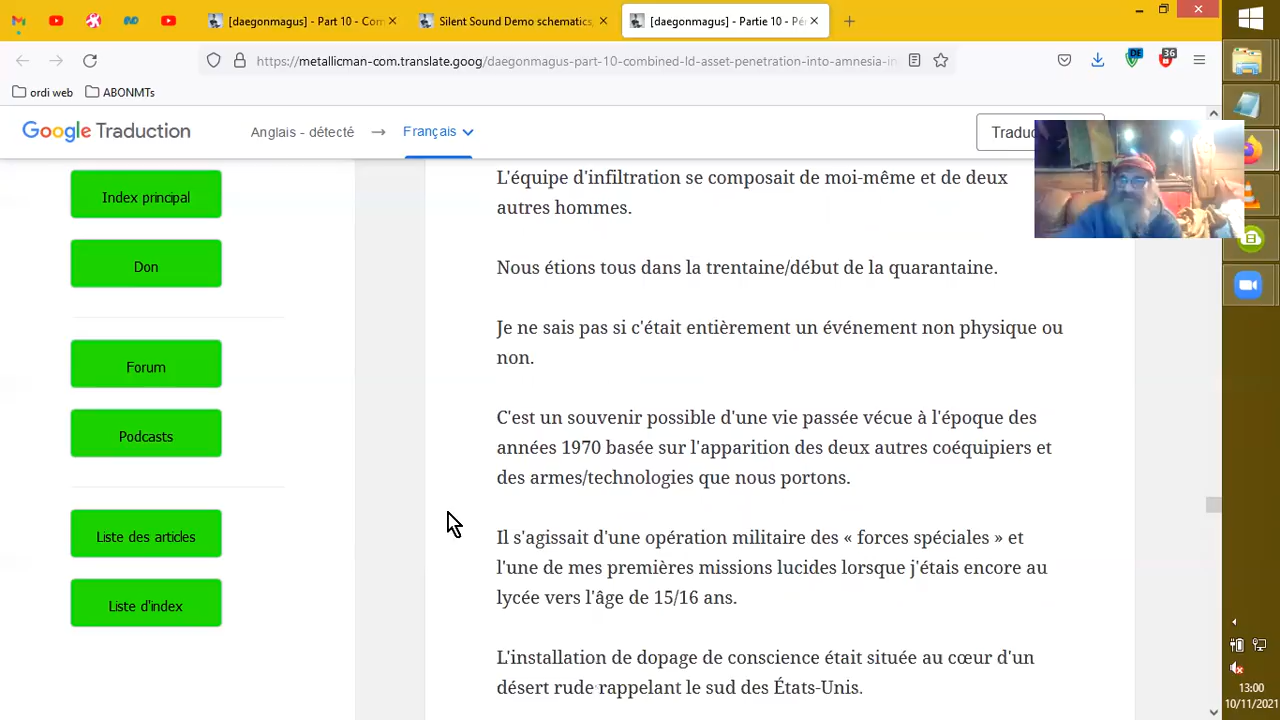 [daegonmagus] - Part 10 - Com
Silent Sound Demo schematics,
[daegonmagus] - Partie 10 - Pé
https://metallicman-com.translate.goog/daegonmagus-part-10-combined-ld-asset-penetration-into-amnesia-in
36
ordi web
ABONMTs
Google Traduction
Anglais - détecté
Français
Traduc
Index principal
Don
Forum
Podcasts
Liste des articles
Liste d'index
L'équipe d'infiltration se composait de moi-même et de deux
autres hommes.
Nous étions tous dans la trentaine/début de la quarantaine.
Je ne sais pas si c'était entièrement un événement non physique ou
non.
C'est un souvenir possible d'une vie passée vécue à l'époque des
années 1970 basée sur l'apparition des deux autres coéquipiers et
des armes/technologies que nous portons.
Il s'agissait d'une opération militaire des « forces spéciales » et
l'une de mes premières missions lucides lorsque j'étais encore au
lycée vers l'âge de 15/16 ans.
L'installation de dopage de conscience était située au cœur d'un
désert rude rappelant le sud des États-Unis.
13:00
10/11/2021